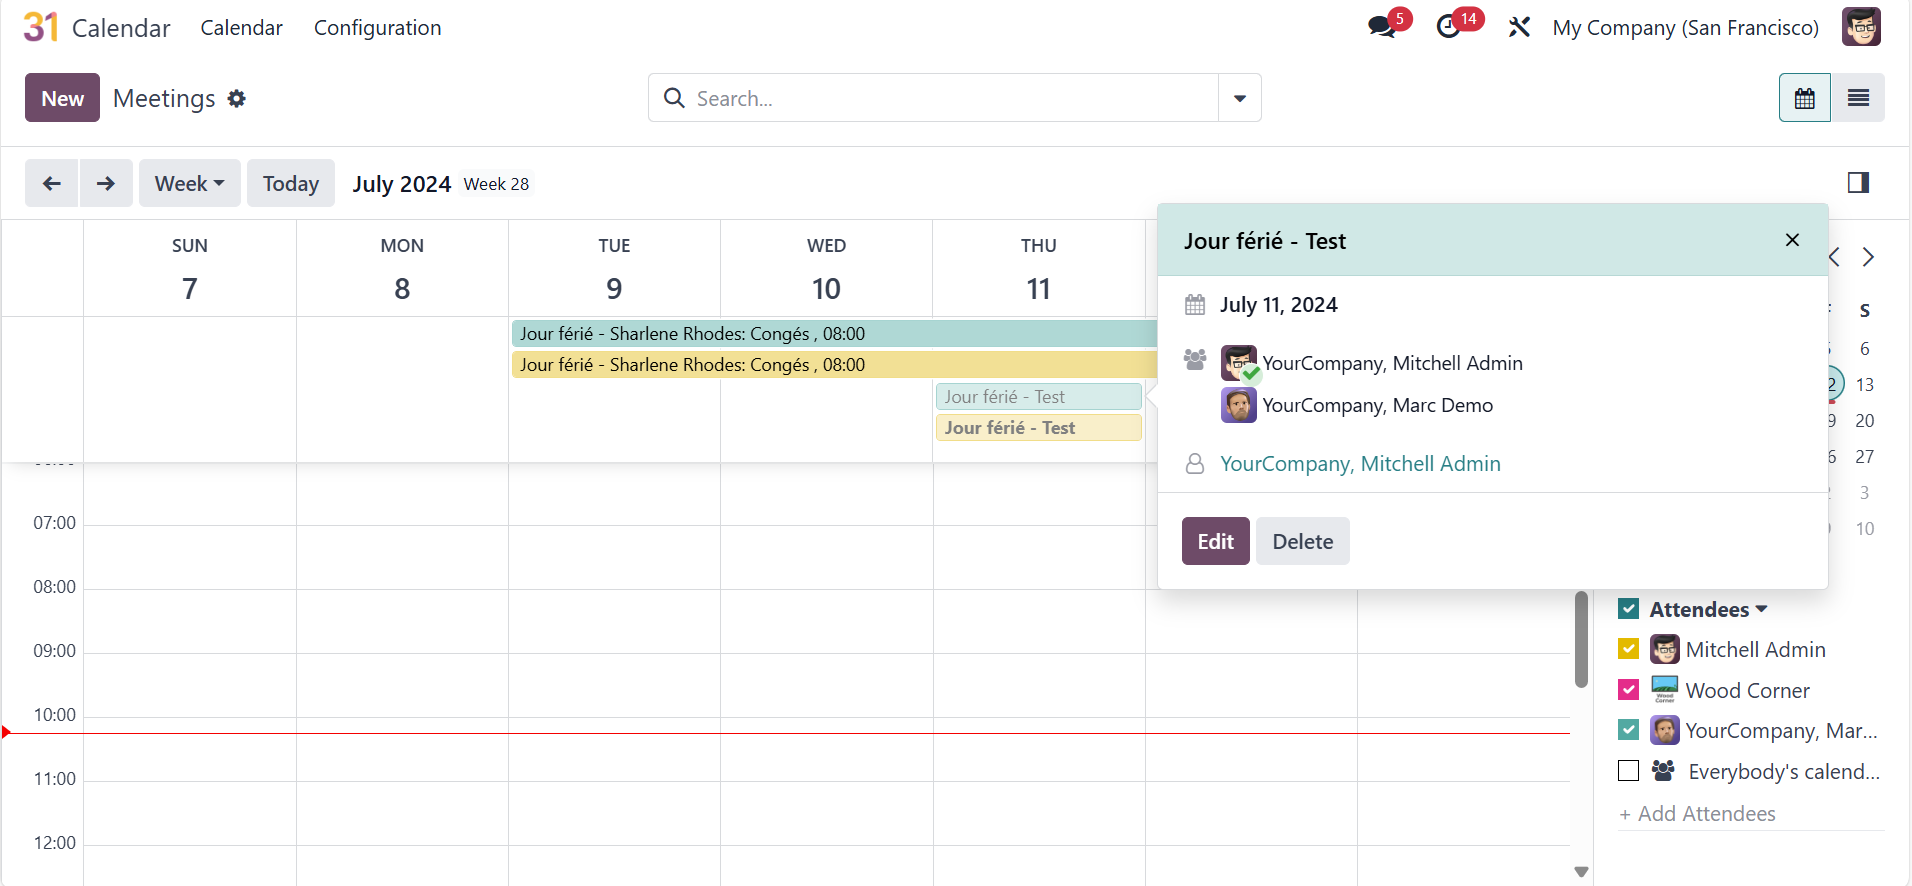 31 Calendar Calendar Configuration 5 14 My Company (San Francisco)
New Meetings Search...
Week Today July 2024 Week 28
SUN MON TUE WED THU
7 8 9 10 11
Jour férié - Sharlene Rhodes: Congés , 08:00
Jour férié - Sharlene Rhodes: Congés , 08:00
Jour férié - Test
Jour férié - Test
07:00
08:00
09:00
10:00
11:00
12:00
Jour férié - Test
July 11, 2024
YourCompany, Mitchell Admin
YourCompany, Marc Demo
YourCompany, Mitchell Admin
Edit Delete
S
6
13
20
27
3
10
Attendees
Mitchell Admin
Wood Corner
YourCompany, Mar...
Everybody's calend...
+ Add Attendees